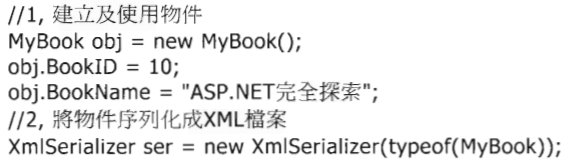 //1, 建立及使用物件
MyBook obj = new MyBook();
obj.BookID = 10;
obj.BookName = "ASP.NET完全探索";
//2, 將物件序列化成XML檔案
XmlSerializer ser = new XmlSerializer(typeof(MyBook));